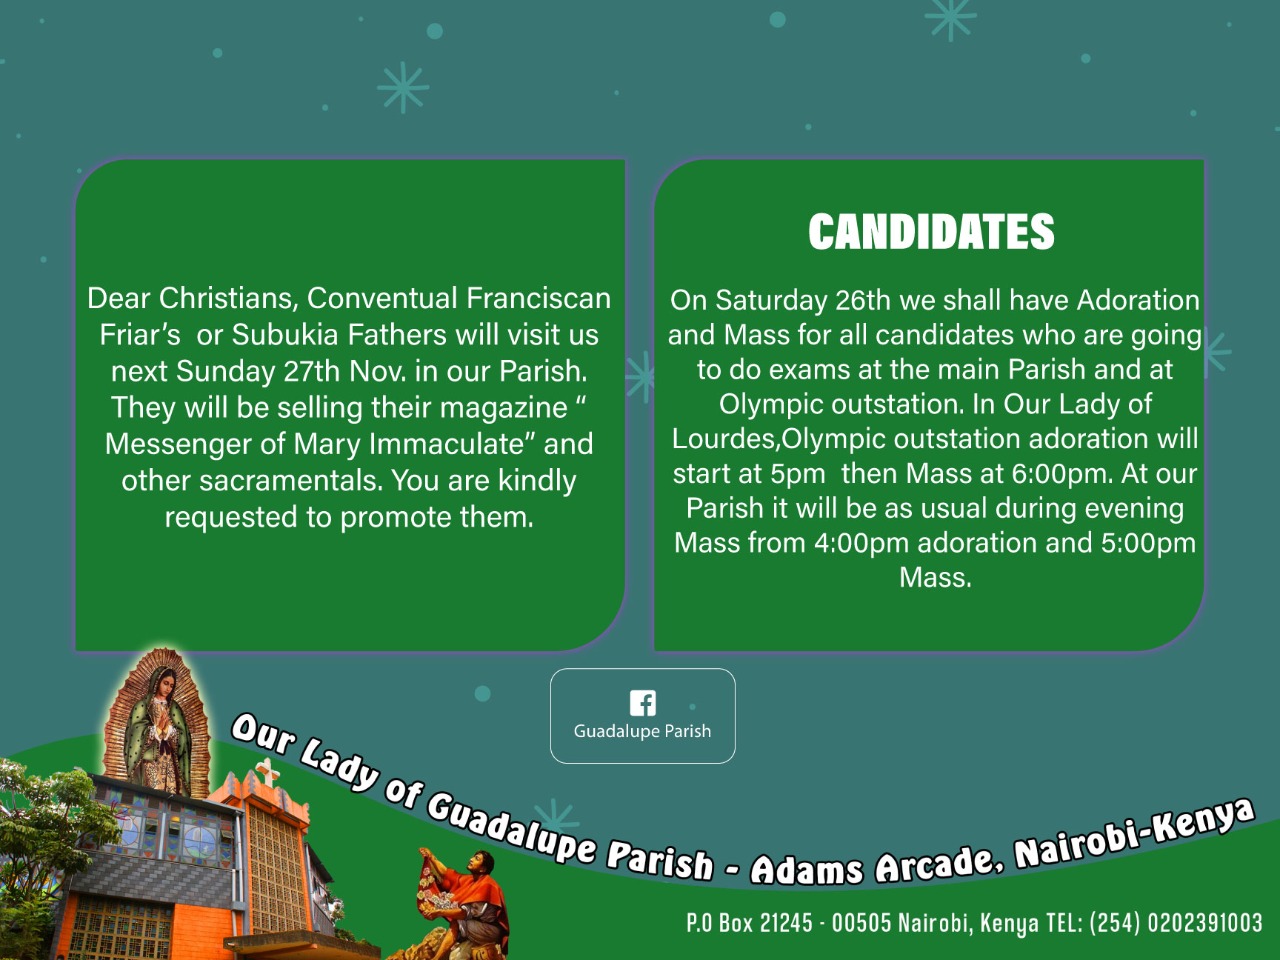 Dear Christians, Conventual Franciscan
Friar’s  or Subukia Fathers will visit us
next Sunday 27th Nov. in our Parish.
They will be selling their magazine “
Messenger of Mary Immaculate” and
other sacramentals. You are kindly
requested to promote them.
CANDIDATES
On Saturday 26th we shall have Adoration
and Mass for all candidates who are going
to do exams at the main Parish and at
Olympic outstation. In Our Lady of
Lourdes,Olympic outstation adoration will
start at 5pm  then Mass at 6:00pm. At our
Parish it will be as usual during evening
Mass from 4:00pm adoration and 5:00pm
Mass.
Guadalupe Parish
Our Lady of Guadalupe Parish - Adams Arcade, Nairobi-Kenya
P.O Box 21245 - 00505 Nairobi, Kenya TEL: (254) 0202391003